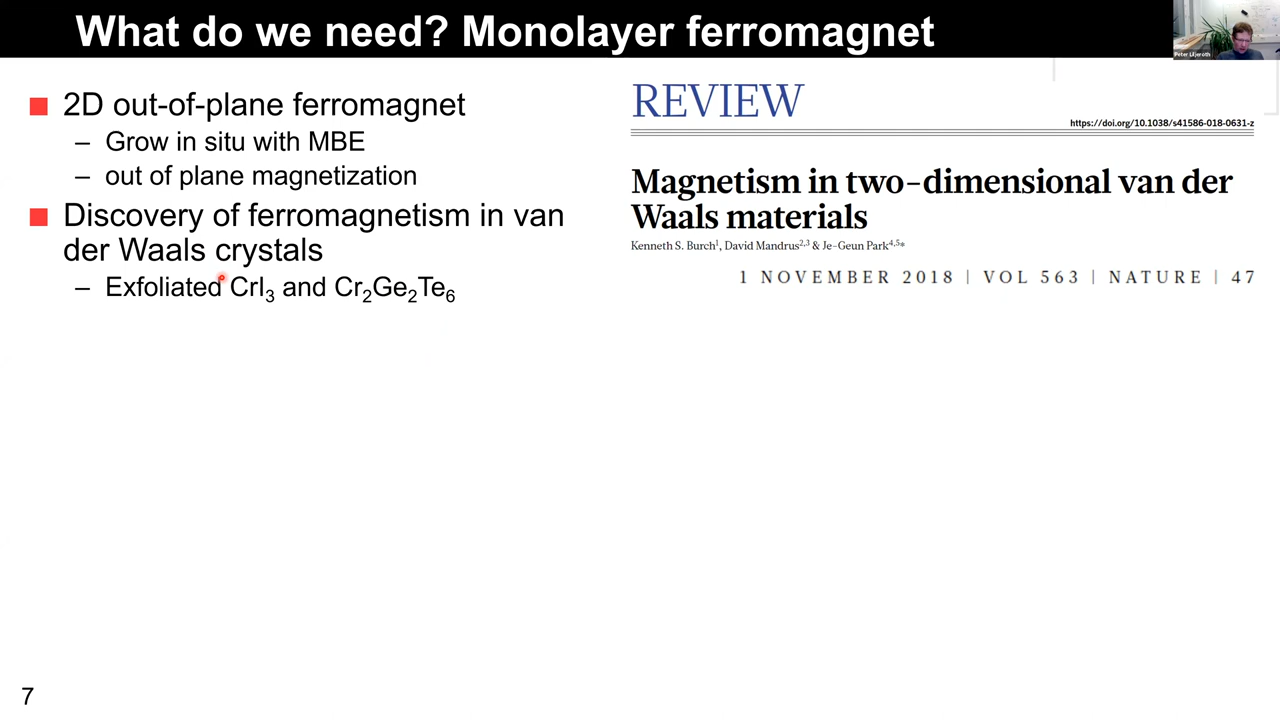 What do we need? Monolayer ferromagnet
Peter Liljeroth
2D out-of-plane ferromagnet
– Grow in situ with MBE
– out of plane magnetization
Discovery of ferromagnetism in van
der Waals crystals
– Exfoliated CrI₃ and Cr₂Ge₂Te₆
REVIEW
https://doi.org/10.1038/s41586-018-0631-z
Magnetism in two-dimensional van der
Waals materials
Kenneth S. Burch¹, David Mandrus²,³ & Je-Geun Park⁴,⁵*
1 NOVEMBER 2018 | VOL 563 | NATURE | 47
7